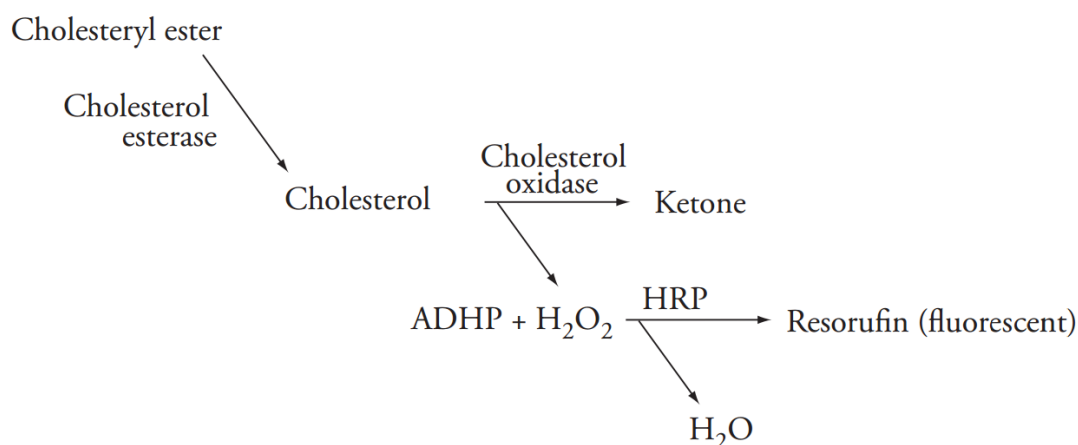 Cholesteryl ester
Cholesterol
esterase
Cholesterol
Cholesterol
oxidase
Ketone
ADHP + H₂O₂
HRP
Resorufin (fluorescent)
H₂O